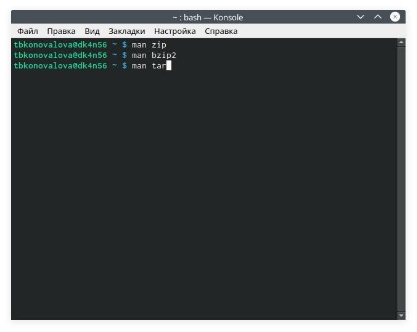 ~ : bash — Konsole
Файл Правка Вид Закладки Настройка Справка
tbkonovalova@dk4n56 ~ $ man zip
tbkonovalova@dk4n56 ~ $ man bzip2
tbkonovalova@dk4n56 ~ $ man tar